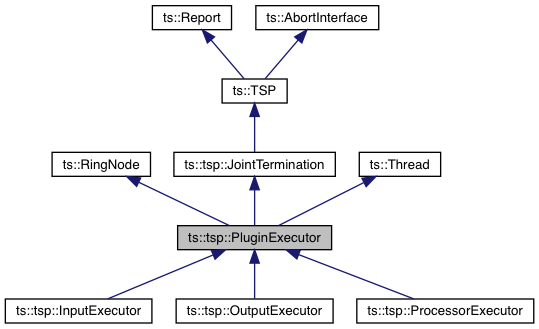 ts::Report
ts::AbortInterface
ts::TSP
ts::RingNode
ts::tsp::JointTermination
ts::Thread
ts::tsp::PluginExecutor
ts::tsp::InputExecutor
ts::tsp::OutputExecutor
ts::tsp::ProcessorExecutor